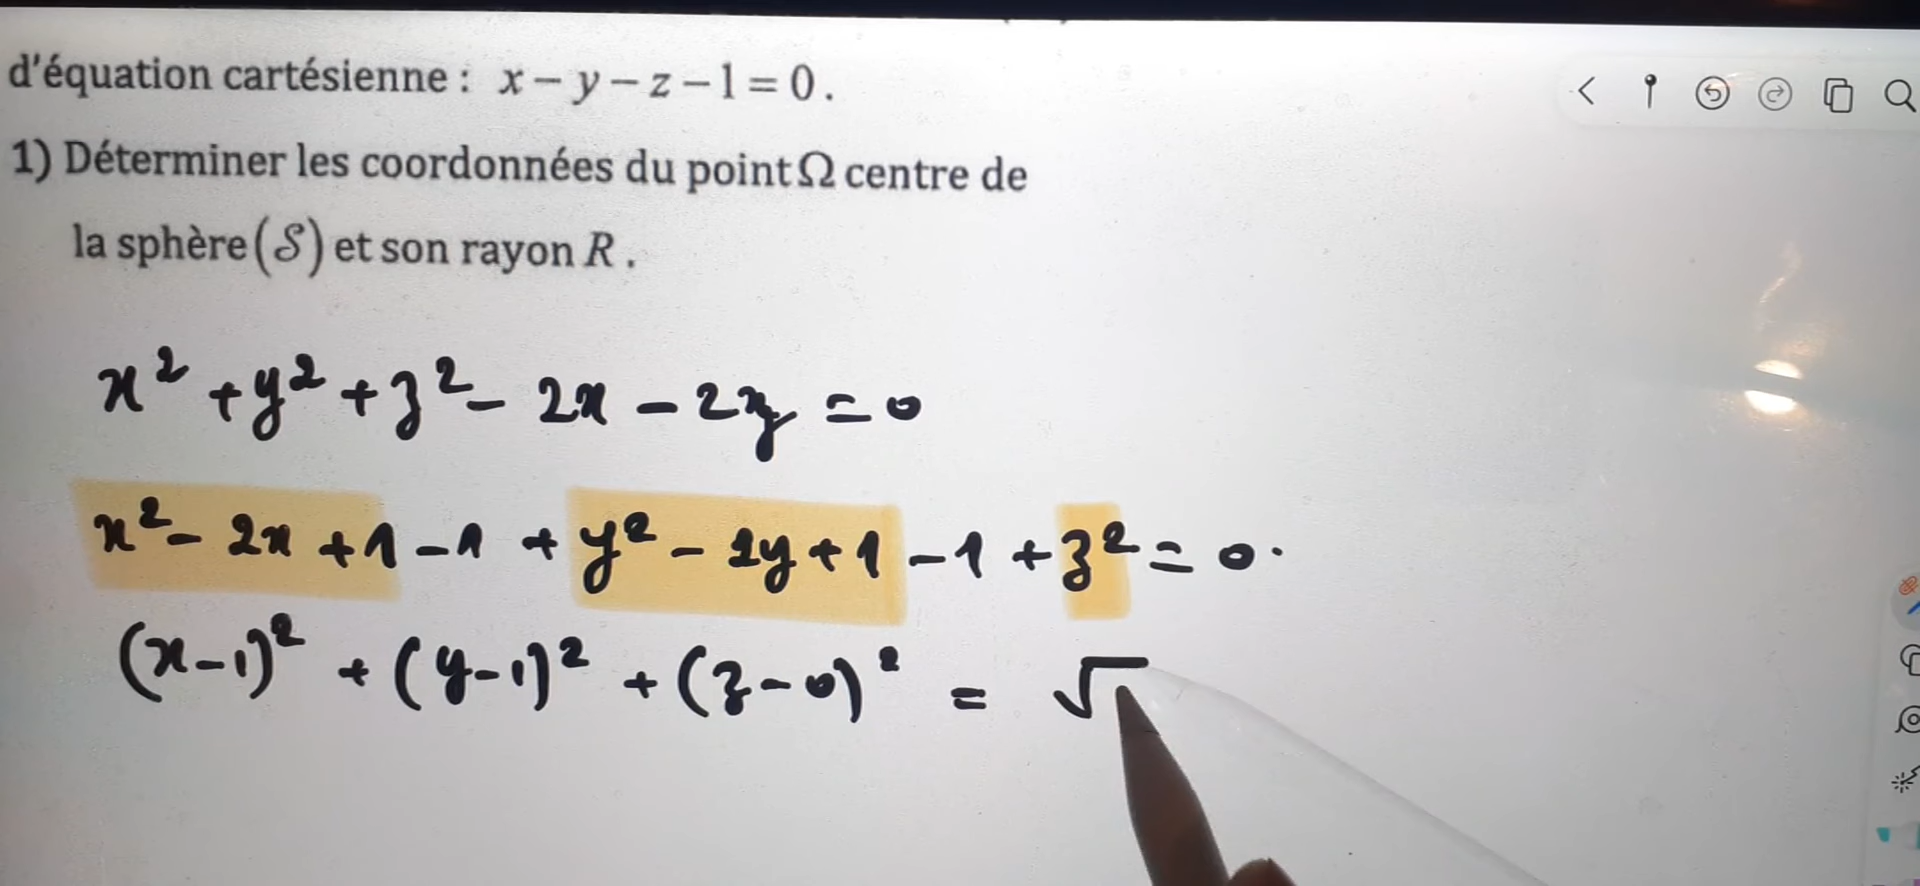 d'équation cartésienne : x − y − z − 1 = 0.
1) Déterminer les coordonnées du point Ω centre de
la sphère (S) et son rayon R.
x² + y² + z² - 2x - 2y = 0
x² - 2x + 1 - 1 + y² - 2y + 1 - 1 + z² = 0.
(x-1)² + (y-1)² + (z-0)² = √